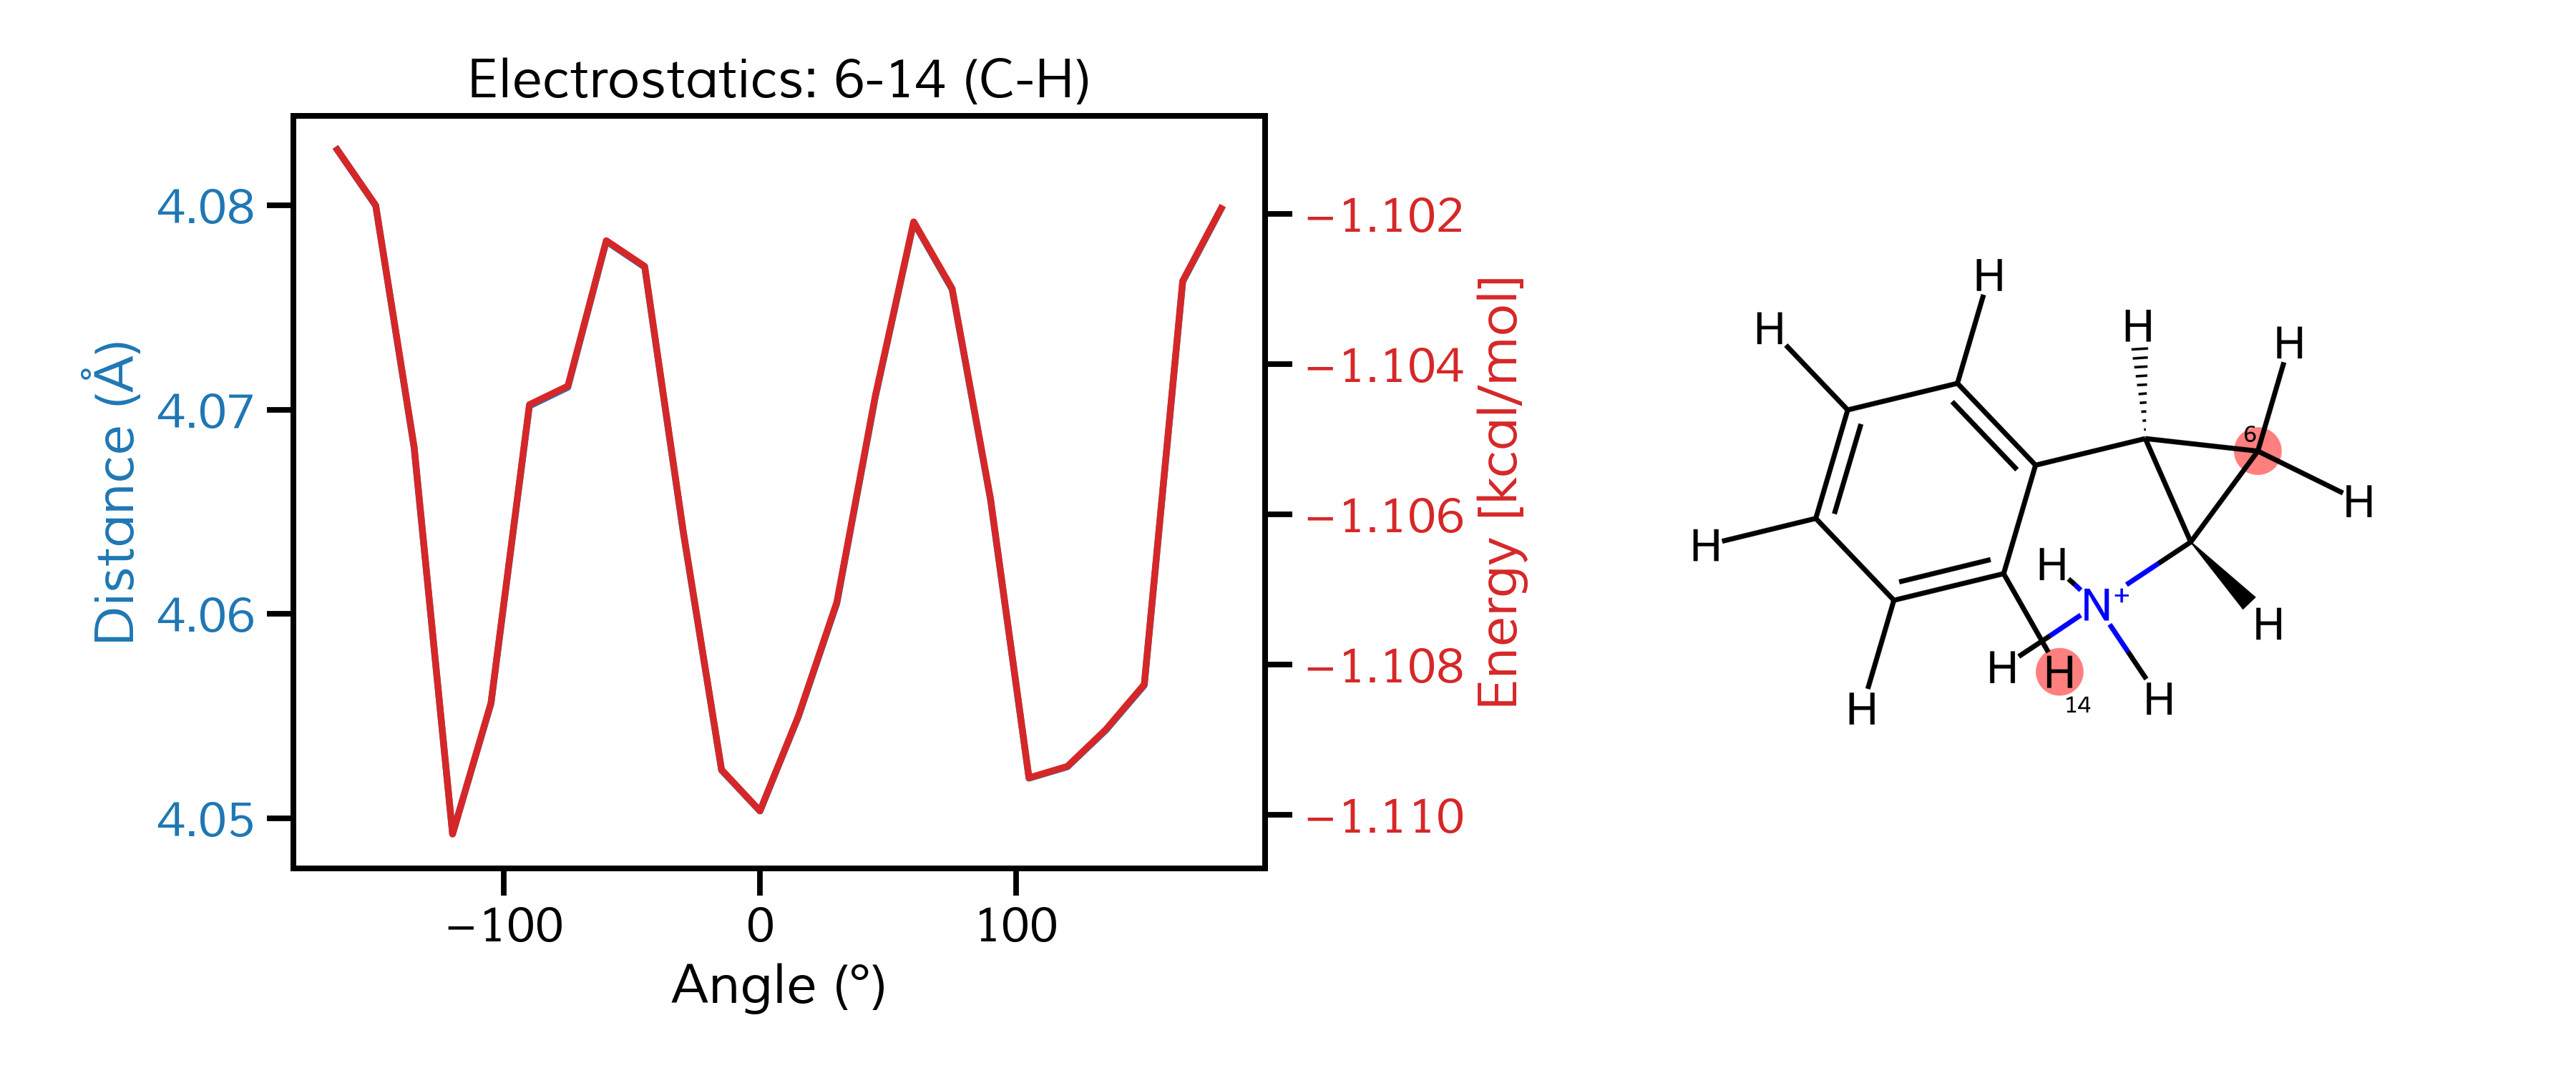 Electrostatics: 6-14 (C-H)
4.08
4.07
4.06
4.05
Distance (Å)
−1.102
−1.104
−1.106
−1.108
−1.110
Energy [kcal/mol]
−100
0
100
Angle (°)
H
H
H
H
6
H
H
H
N+
H
H
H
14
H
H